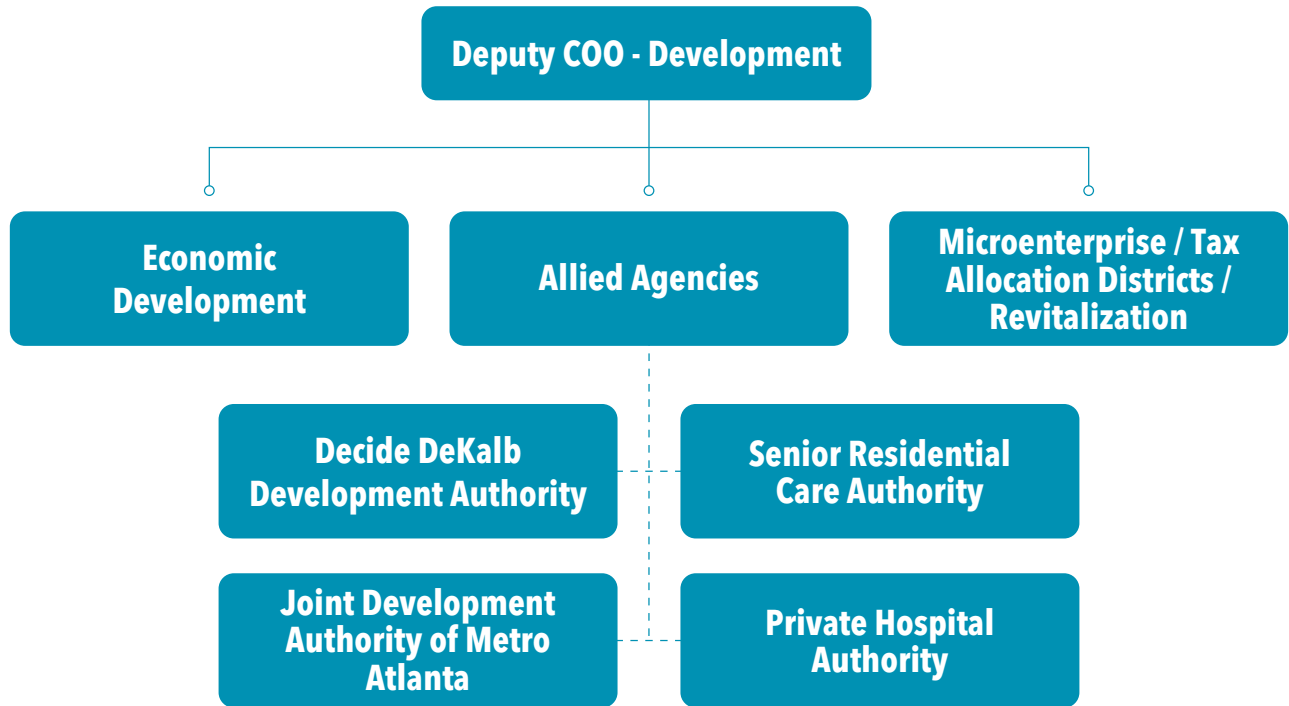 Deputy COO - Development
Economic
Development
Allied Agencies
Microenterprise / Tax
Allocation Districts /
Revitalization
Decide DeKalb
Development Authority
Senior Residential
Care Authority
Joint Development
Authority of Metro
Atlanta
Private Hospital
Authority